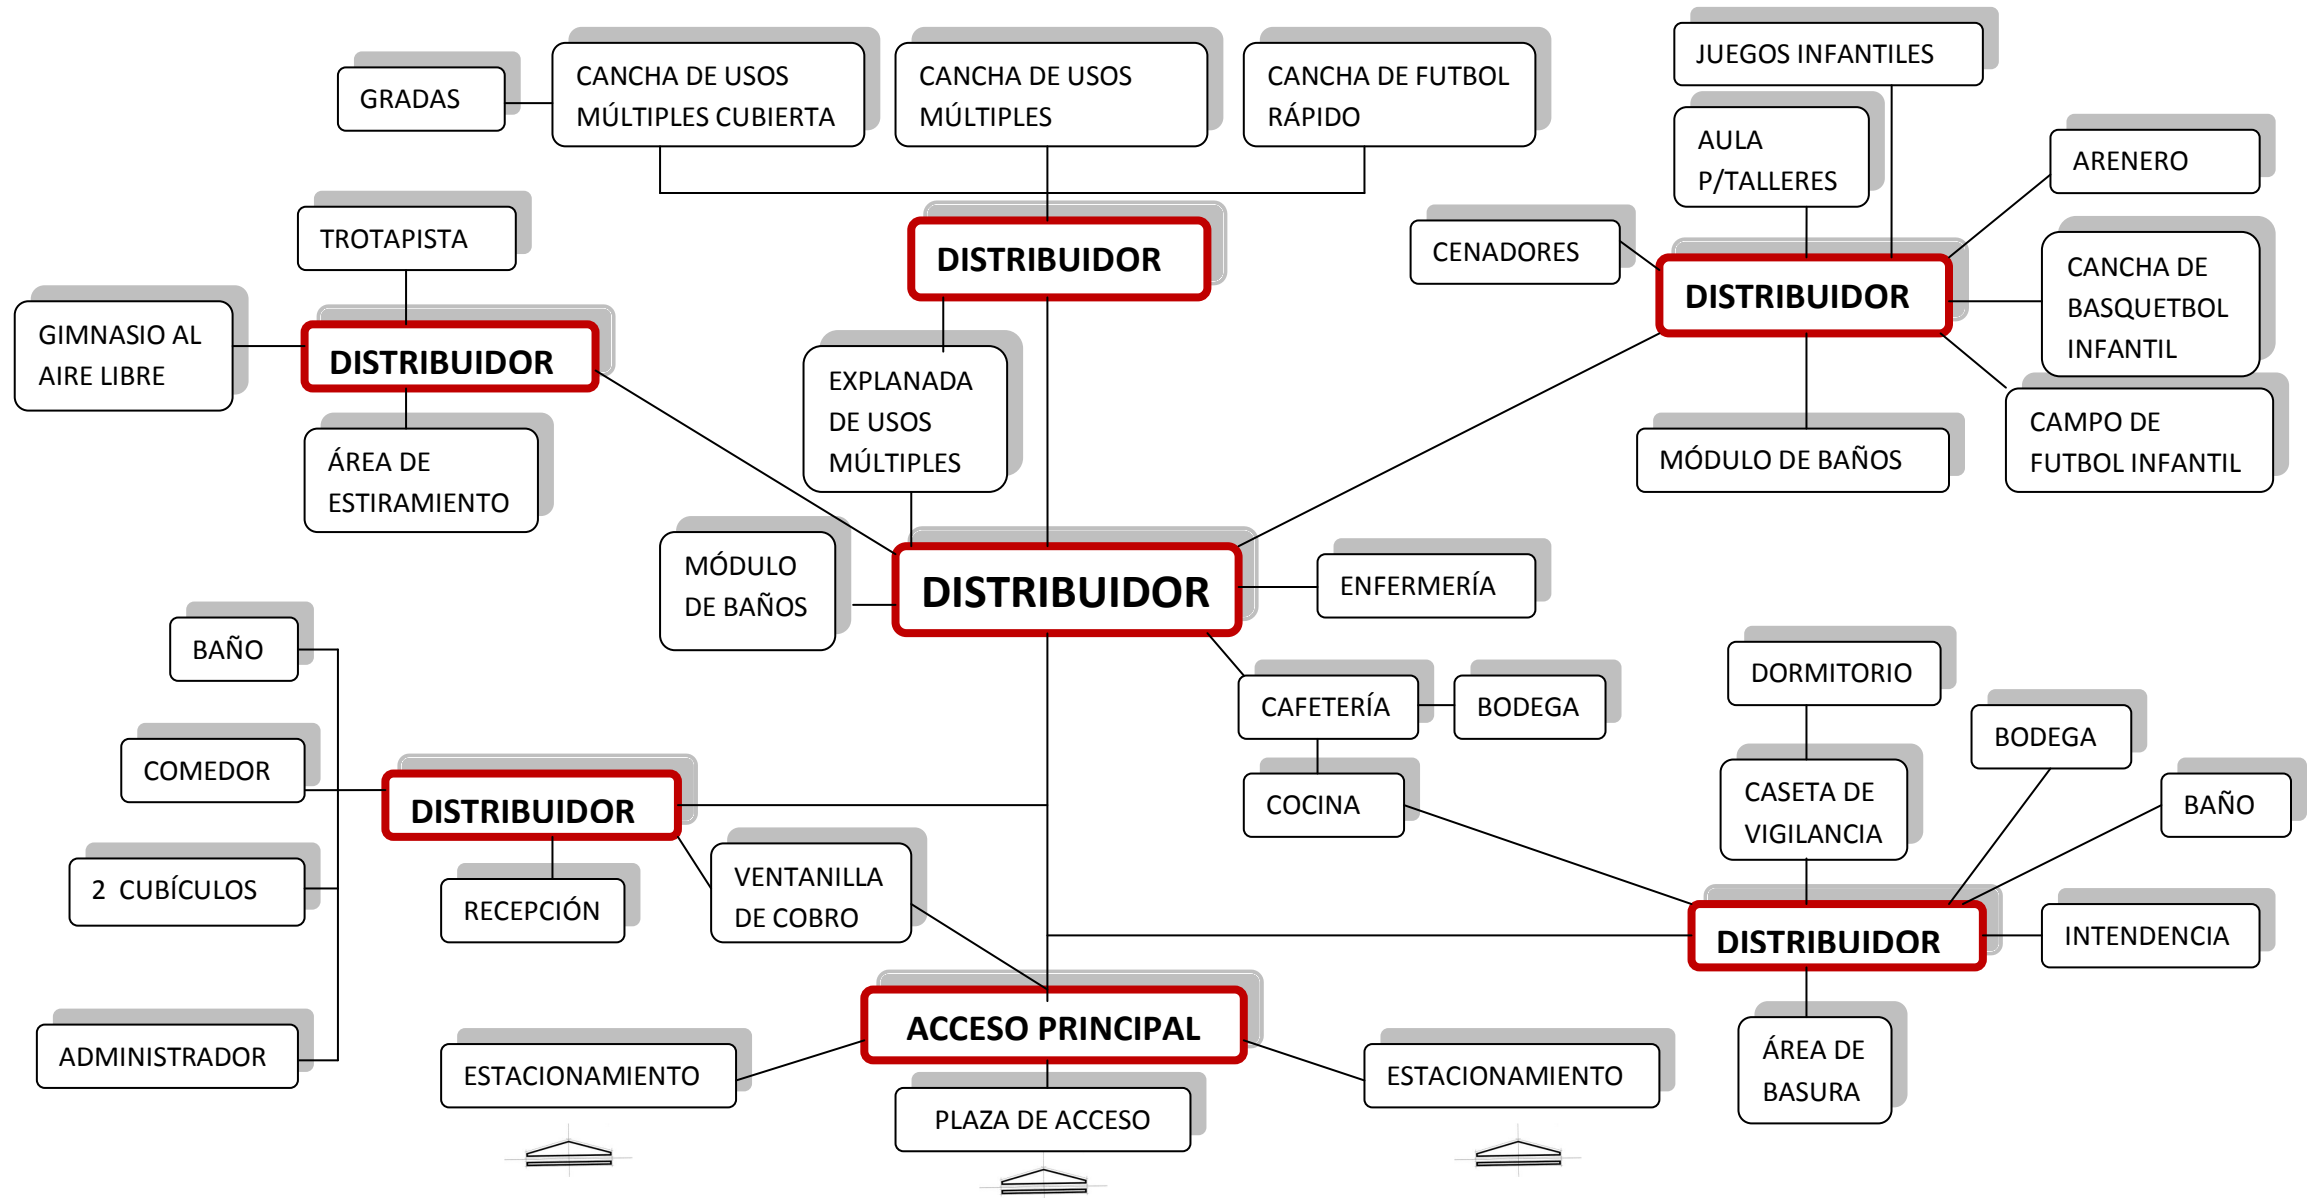 JUEGOS INFANTILES
GRADAS
CANCHA DE USOS
MÚLTIPLES CUBIERTA
CANCHA DE USOS
MÚLTIPLES
CANCHA DE FUTBOL
RÁPIDO
AULA
P/TALLERES
ARENERO
TROTAPISTA
DISTRIBUIDOR
CENADORES
DISTRIBUIDOR
CANCHA DE
BASQUETBOL
INFANTIL
GIMNASIO AL
AIRE LIBRE
DISTRIBUIDOR
EXPLANADA
DE USOS
MÚLTIPLES
ÁREA DE
ESTIRAMIENTO
MÓDULO DE BAÑOS
CAMPO DE
FUTBOL INFANTIL
MÓDULO
DE BAÑOS
DISTRIBUIDOR
ENFERMERÍA
BAÑO
CAFETERÍA
BODEGA
DORMITORIO
BODEGA
COMEDOR
DISTRIBUIDOR
COCINA
CASETA DE
VIGILANCIA
BAÑO
2 CUBÍCULOS
RECEPCIÓN
VENTANILLA
DE COBRO
DISTRIBUIDOR
INTENDENCIA
ADMINISTRADOR
ESTACIONAMIENTO
ACCESO PRINCIPAL
ESTACIONAMIENTO
ÁREA DE
BASURA
PLAZA DE ACCESO